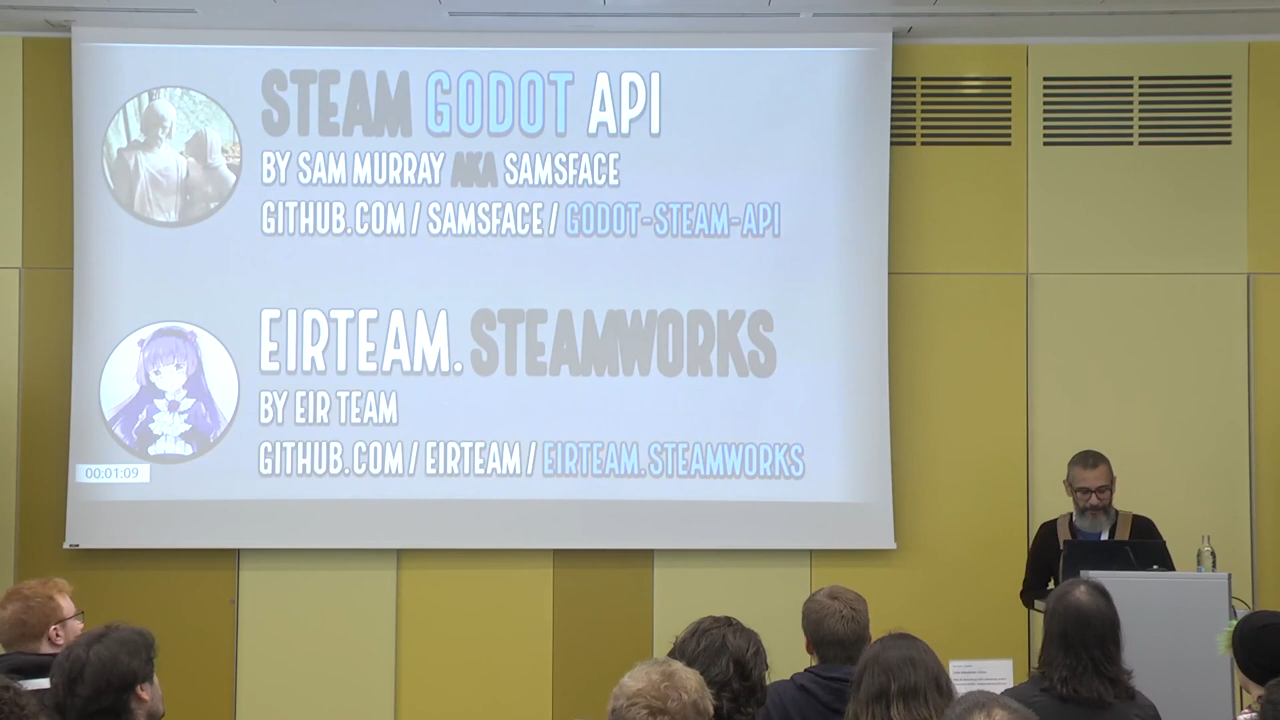 STEAM GODOT API
BY SAM MURRAY AKA SAMSFACE
GITHUB.COM / SAMSFACE / GODOT-STEAM-API
EIRTEAM. STEAMWORKS
BY EIR TEAM
GITHUB.COM / EIRTEAM / EIRTEAM.STEAMWORKS
00:01:09